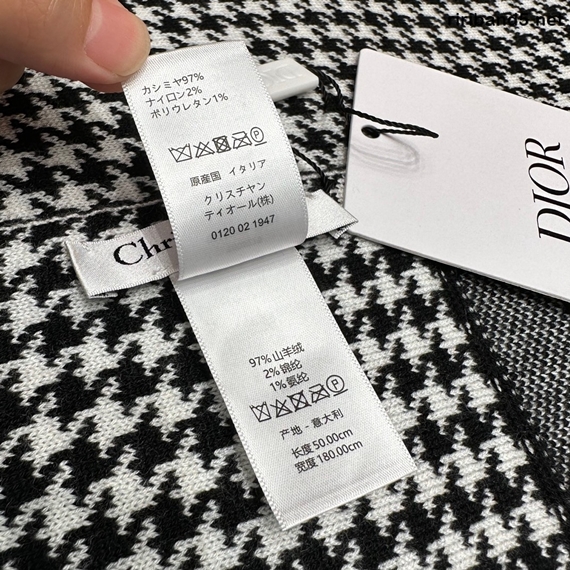 カシミヤ97%
ナイロン2%
ポリウレタン1%
原産国 イタリア
クリスチャン
ディオール(株)
0120 02 1947
Chr
DIOR
97% 山羊绒
2% 锦纶
1% 氨纶
产地 - 意大利
长度 50.00cm
宽度 180.00cm